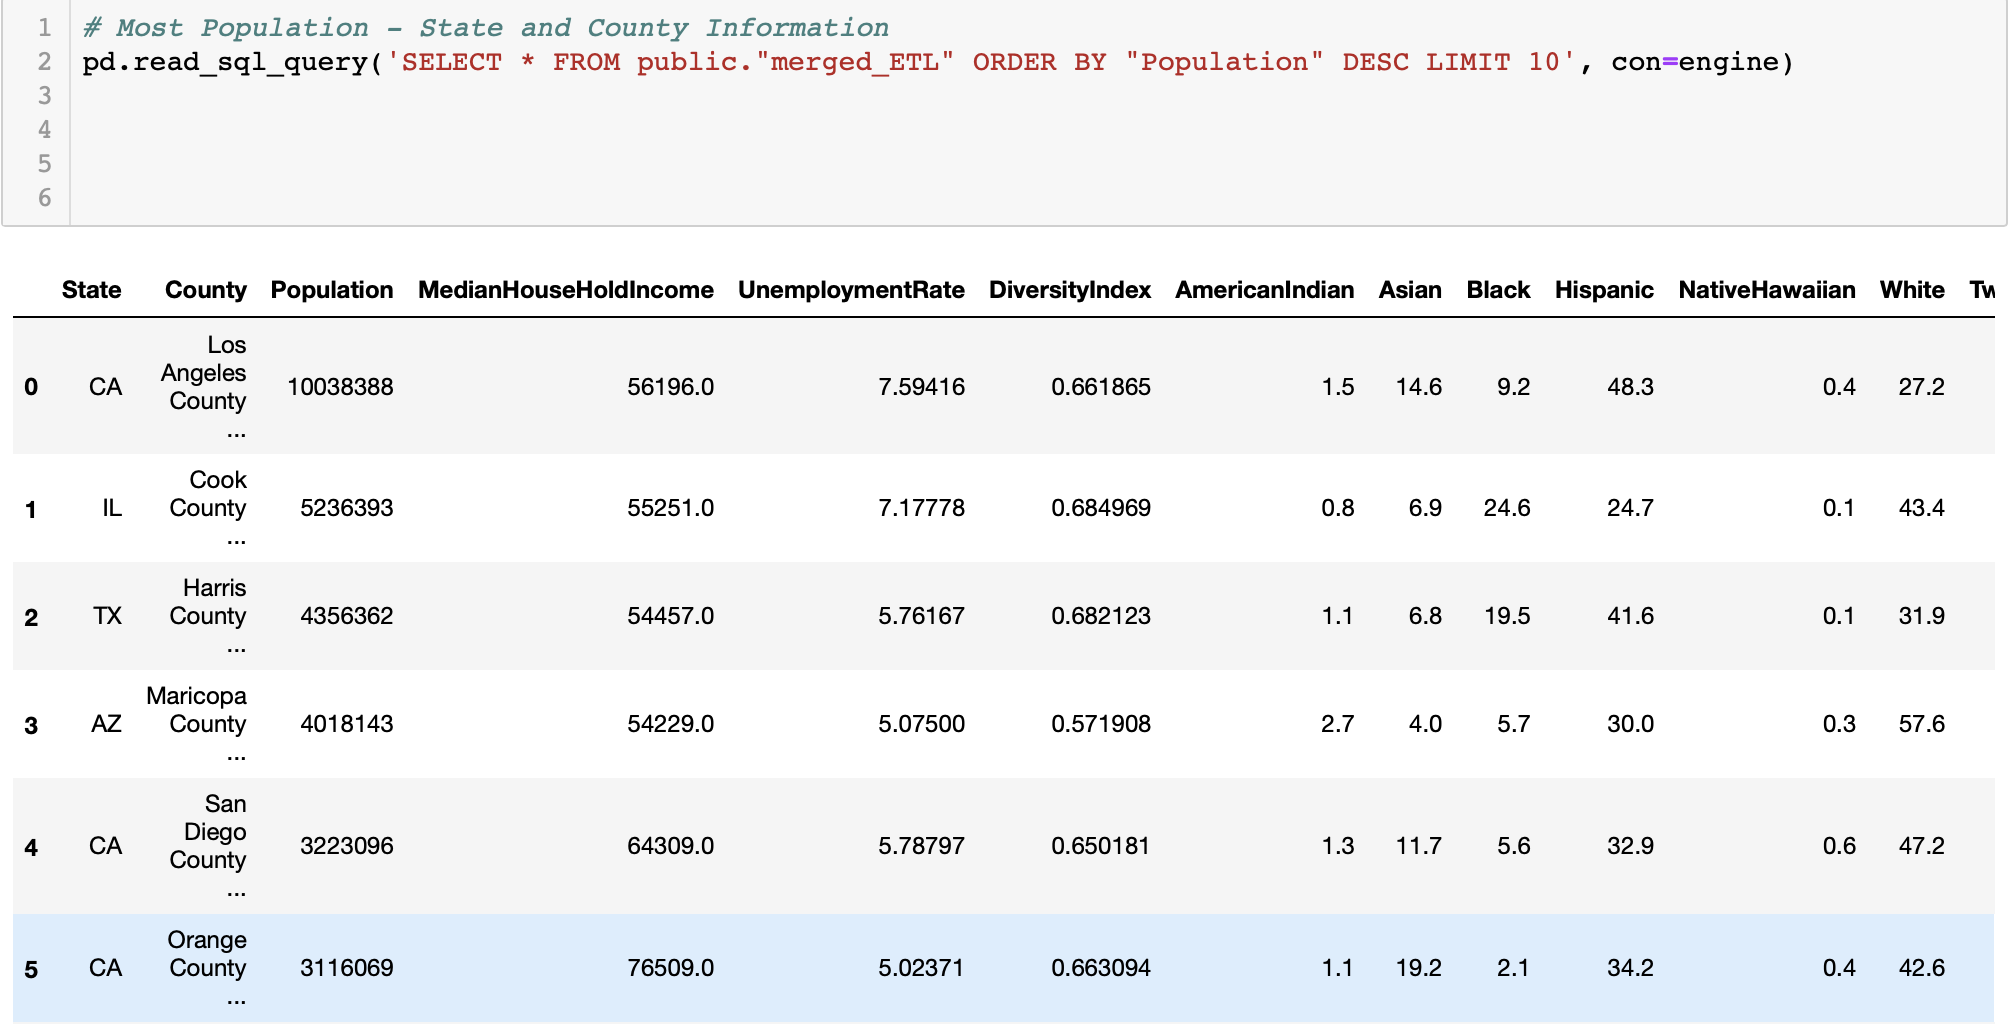 1 # Most Population – State and County Information
2 pd.read_sql_query('SELECT * FROM public."merged_ETL" ORDER BY "Population" DESC LIMIT 10', con=engine)
3
4
5
6
State County Population MedianHouseHoldIncome UnemploymentRate DiversityIndex AmericanIndian Asian Black Hispanic NativeHawaiian White Tw
Los
Angeles
0 CA County 10038388 56196.0 7.59416 0.661865 1.5 14.6 9.2 48.3 0.4 27.2
...
Cook
1 IL County 5236393 55251.0 7.17778 0.684969 0.8 6.9 24.6 24.7 0.1 43.4
...
Harris
2 TX County 4356362 54457.0 5.76167 0.682123 1.1 6.8 19.5 41.6 0.1 31.9
...
Maricopa
3 AZ County 4018143 54229.0 5.07500 0.571908 2.7 4.0 5.7 30.0 0.3 57.6
...
San
Diego
4 CA County 3223096 64309.0 5.78797 0.650181 1.3 11.7 5.6 32.9 0.6 47.2
...
Orange
5 CA County 3116069 76509.0 5.02371 0.663094 1.1 19.2 2.1 34.2 0.4 42.6
...